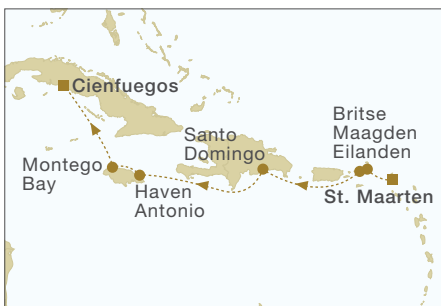 Cienfuegos
Santo
Domingo
Britse
Maagden
Eilanden
Montego
Bay
Haven
Antonio
St. Maarten